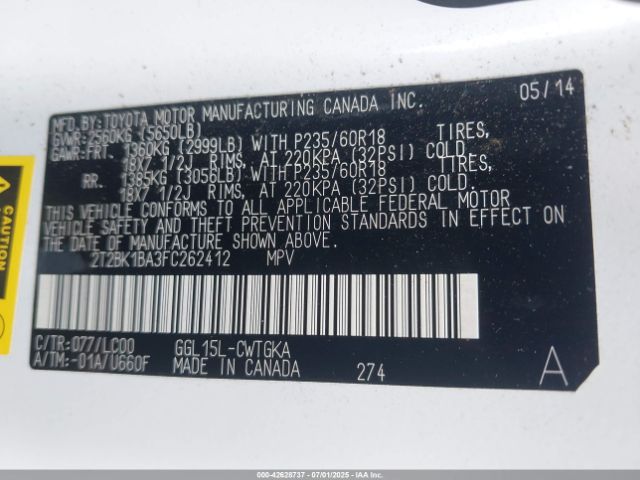 MFD.BY:TOYOTA MOTOR MANUFACTURING CANADA INC. 05/14
GVWR:2560KG (5650LB)
GAWR:FRT. 1360KG (2999LB) WITH P235/60R18 TIRES,
18X7 1/2J RIMS, AT 220KPA (32PSI) COLD.
RR. 1385KG (3056LB) WITH P235/60R18 TIRES,
18X7 1/2J RIMS, AT 220KPA (32PSI) COLD.
THIS VEHICLE CONFORMS TO ALL APPLICABLE FEDERAL MOTOR
VEHICLE SAFETY AND THEFT PREVENTION STANDARDS IN EFFECT ON
THE DATE OF MANUFACTURE SHOWN ABOVE.
2T2BK1BA3FC262412 MPV
C/TR:077/LC00 GGL15L-CWTGKA
A/TM:-01A/U660F MADE IN CANADA 274 A
CAUTION
000-42628737 - 07/01/2025 - IAAI.COM